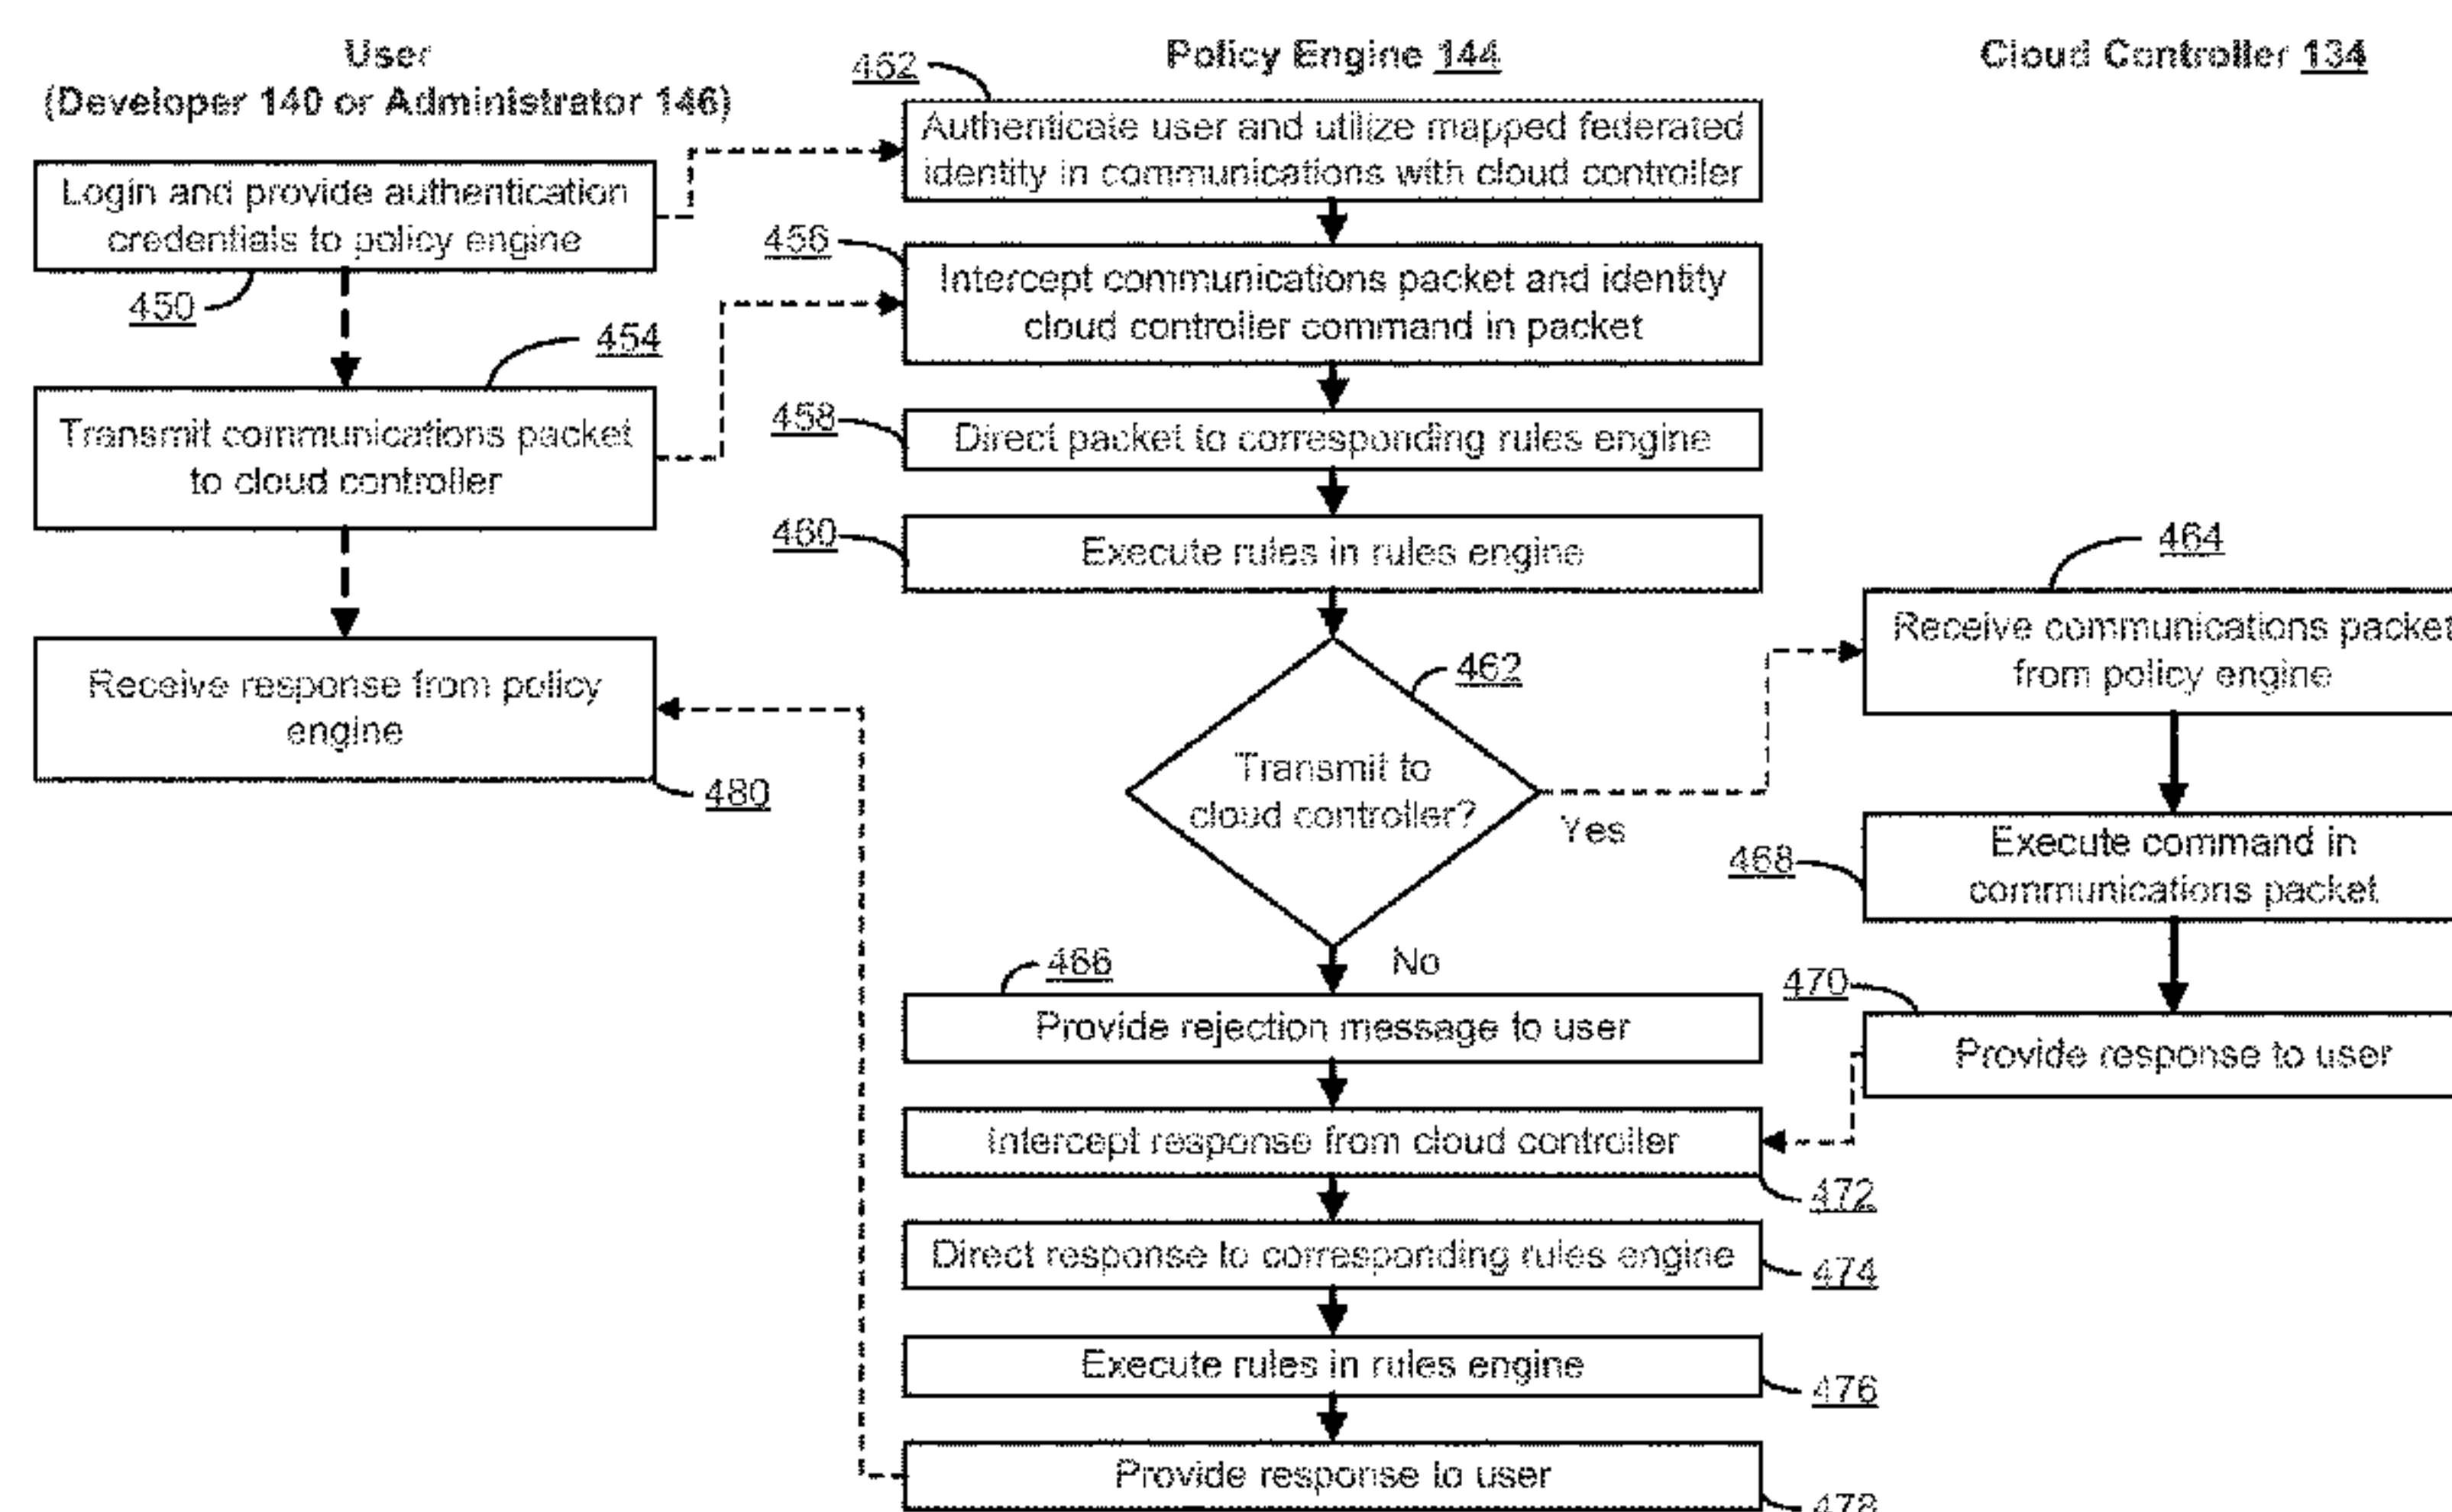 User
(Developer 140 or Administrator 146)
Login and provide authentication
credentials to policy engine
450
454
Transmit communications packet
to cloud controller
Receive response from policy
engine
480
Policy Engine 144
462
Authenticate user and utilize mapped federated
identity in communications with cloud controller
456
Intercept communications packet and identity
cloud controller command in packet
458
Direct packet to corresponding rules engine
460
Execute rules in rules engine
462
Transmit to
cloud controller?
Yes
No
466
Provide rejection message to user
Intercept response from cloud controller
472
Direct response to corresponding rules engine
474
Execute rules in rules engine
476
Provide response to user
478
Cloud Controller 134
464
Receive communications packet
from policy engine
468
Execute command in
communications packet
470
Provide response to user